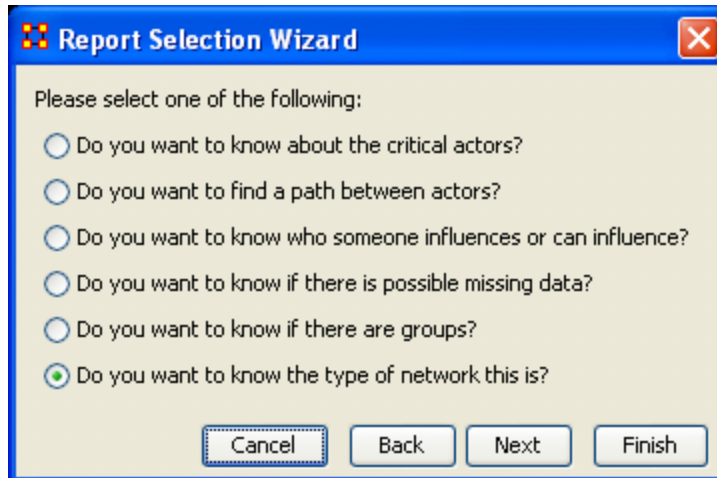 Report Selection Wizard
Please select one of the following:
Do you want to know about the critical actors?
Do you want to find a path between actors?
Do you want to know who someone influences or can influence?
Do you want to know if there is possible missing data?
Do you want to know if there are groups?
Do you want to know the type of network this is?
Cancel Back Next Finish